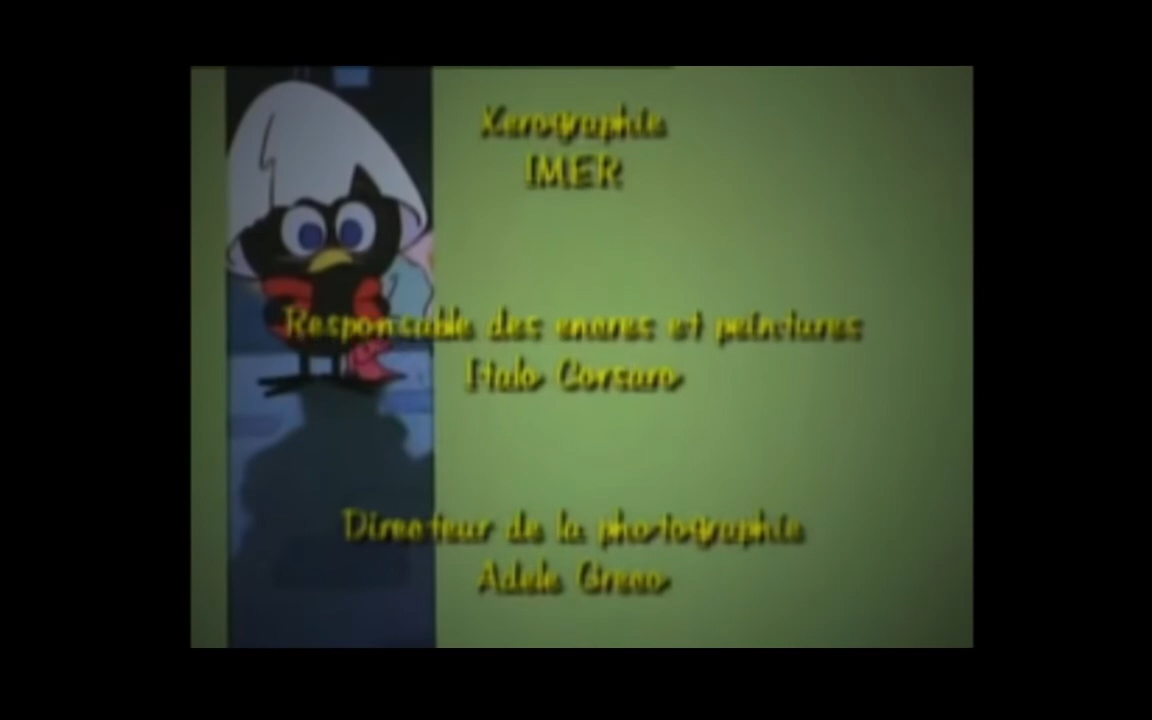 Xerographie
IMER
Responsable des encres et peintures
Italo Corsaro
Directeur de la photographie
Adele Greco